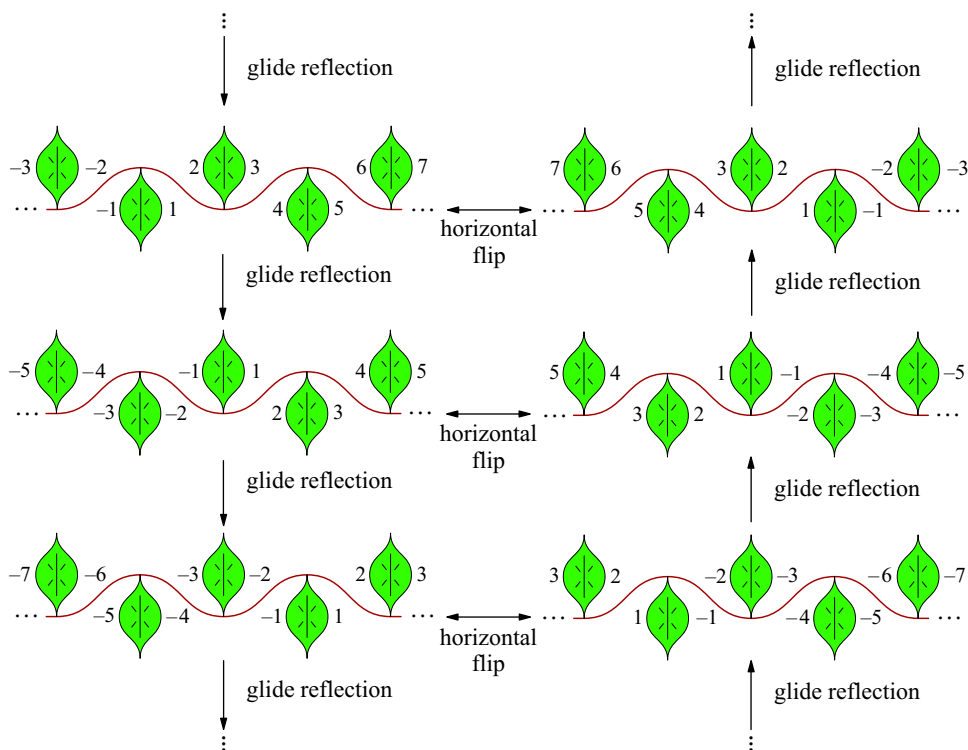 ⋮ ⋮
glide reflection glide reflection
–3 –2 2 3 6 7 7 6 3 2 –2 –3
–1 1 4 5 5 4 1 –1
⋯ ⋯ ⋯ ⋯
horizontal
flip
glide reflection glide reflection
–5 –4 –1 1 4 5 5 4 1 –1 –4 –5
–3 –2 2 3 3 2 –2 –3
⋯ ⋯ ⋯ ⋯
horizontal
flip
glide reflection glide reflection
–7 –6 –3 –2 2 3 3 2 –2 –3 –6 –7
–5 –4 –1 1 1 –1 –4 –5
⋯ ⋯ ⋯ ⋯
horizontal
flip
glide reflection glide reflection
⋮ ⋮